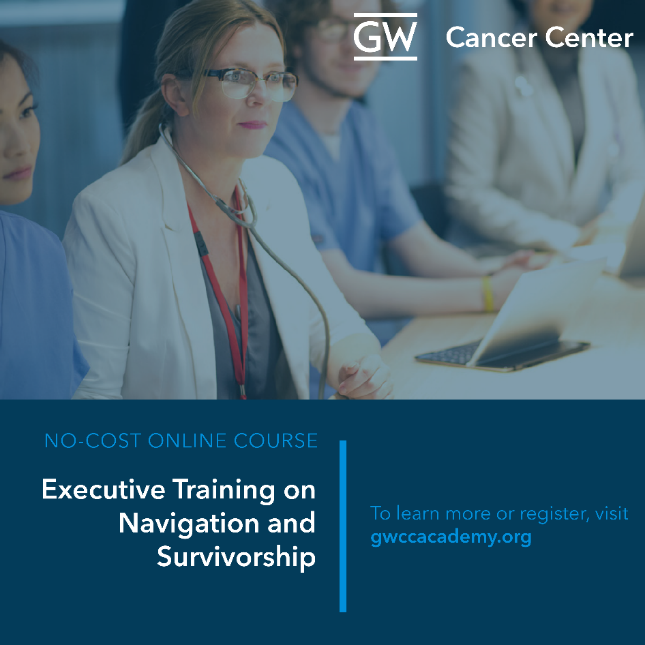 GW Cancer Center
NO-COST ONLINE COURSE
Executive Training on
Navigation and
Survivorship
To learn more or register, visit
gwccacademy.org